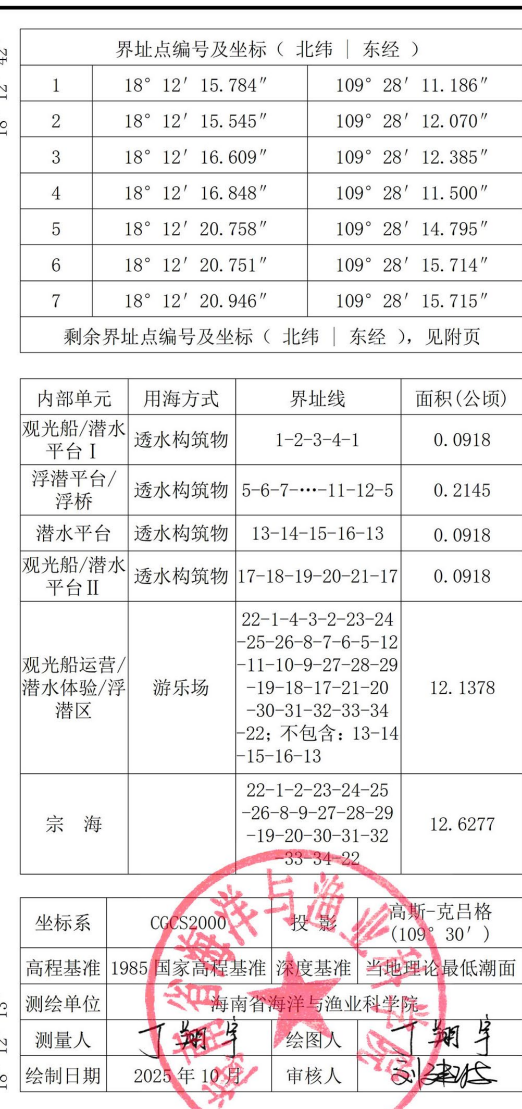 18 12 42
界址点编号及坐标（ 北纬 | 东经 ）
1 18° 12′ 15.784″ 109° 28′ 11.186″
2 18° 12′ 15.545″ 109° 28′ 12.070″
3 18° 12′ 16.609″ 109° 28′ 12.385″
4 18° 12′ 16.848″ 109° 28′ 11.500″
5 18° 12′ 20.758″ 109° 28′ 14.795″
6 18° 12′ 20.751″ 109° 28′ 15.714″
7 18° 12′ 20.946″ 109° 28′ 15.715″
剩余界址点编号及坐标（ 北纬 | 东经 ），见附页
内部单元 用海方式 界址线 面积(公顷)
观光船/潜水
平台Ⅰ 透水构筑物 1-2-3-4-1 0.0918
浮潜平台/
浮桥 透水构筑物 5-6-7-…-11-12-5 0.2145
潜水平台 透水构筑物 13-14-15-16-13 0.0918
观光船/潜水
平台Ⅱ 透水构筑物 17-18-19-20-21-17 0.0918
观光船运营/
潜水体验/浮
潜区
游乐场
22-1-4-3-2-23-24
-25-26-8-7-6-5-12
-11-10-9-27-28-29
-19-18-17-21-20
-30-31-32-33-34
-22；不包含：13-14
-15-16-13
12.1378
宗 海
22-1-2-23-24-25
-26-8-9-27-28-29
-19-20-30-31-32
-33-34-22
12.6277
坐标系 CGCS2000 投 影 高斯-克吕格
(109° 30′)
高程基准 1985 国家高程基准 深度基准 当地理论最低潮面
测绘单位 海南省海洋与渔业科学院
测量人 丁翔宇 绘图人 丁翔宇
绘制日期 2025 年 10 月 审核人
18 12 13
海南省海洋与渔业科学院